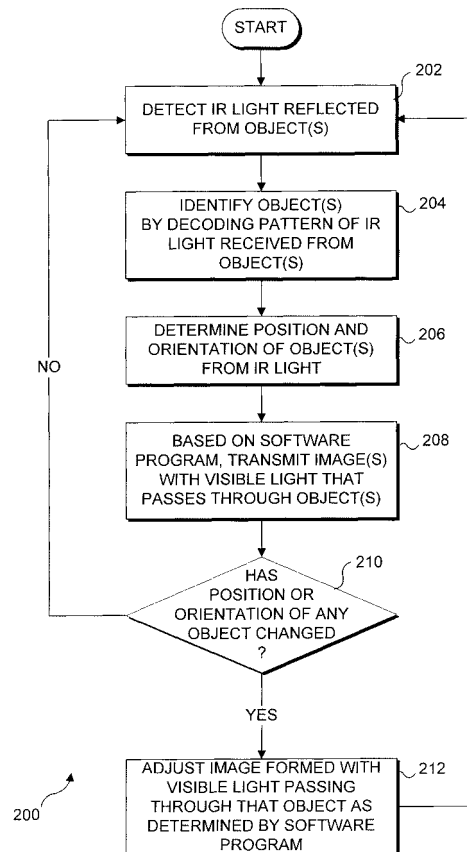 START
202
DETECT IR LIGHT REFLECTED
FROM OBJECT(S)
204
IDENTIFY OBJECT(S)
BY DECODING PATTERN OF IR
LIGHT RECEIVED FROM
OBJECT(S)
206
DETERMINE POSITION AND
ORIENTATION OF OBJECT(S)
FROM IR LIGHT
NO
208
BASED ON SOFTWARE
PROGRAM, TRANSMIT IMAGE(S)
WITH VISIBLE LIGHT THAT
PASSES THROUGH OBJECT(S)
210
HAS
POSITION OR
ORIENTATION OF ANY
OBJECT CHANGED
?
YES
212
ADJUST IMAGE FORMED WITH
VISIBLE LIGHT PASSING
THROUGH THAT OBJECT AS
DETERMINED BY SOFTWARE
PROGRAM
200